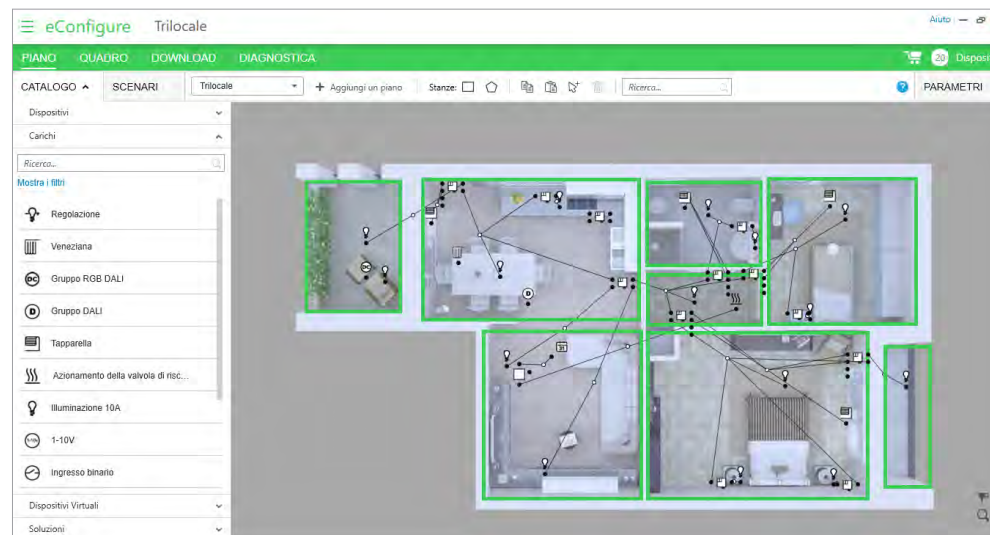 eConfigure Trilocale
Aiuto
PIANO QUADRO DOWNLOAD DIAGNOSTICA
20 Disposi
CATALOGO SCENARI Trilocale + Aggiungi un piano Stanze: Ricerca... ? PARAMETRI
Dispositivi
Carichi
Ricerca...
Mostra i filtri
Regolazione
Veneziana
DC Gruppo RGB DALI
D Gruppo DALI
Tapparella
Azionamento della valvola di risc...
Illuminazione 10A
1-10V
Ingresso binario
Dispositivi Virtuali
Soluzioni
DC
D